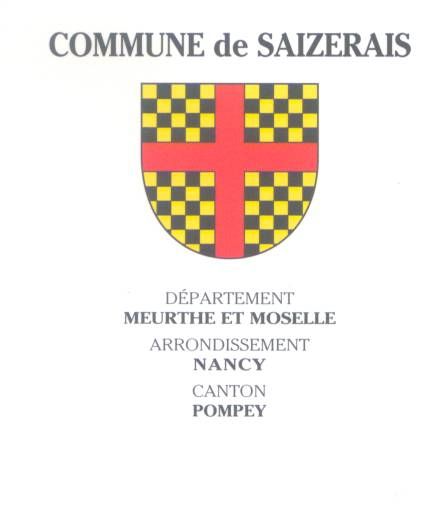 COMMUNE de SAIZERAIS
DÉPARTEMENT
MEURTHE ET MOSELLE
ARRONDISSEMENT
NANCY
CANTON
POMPEY